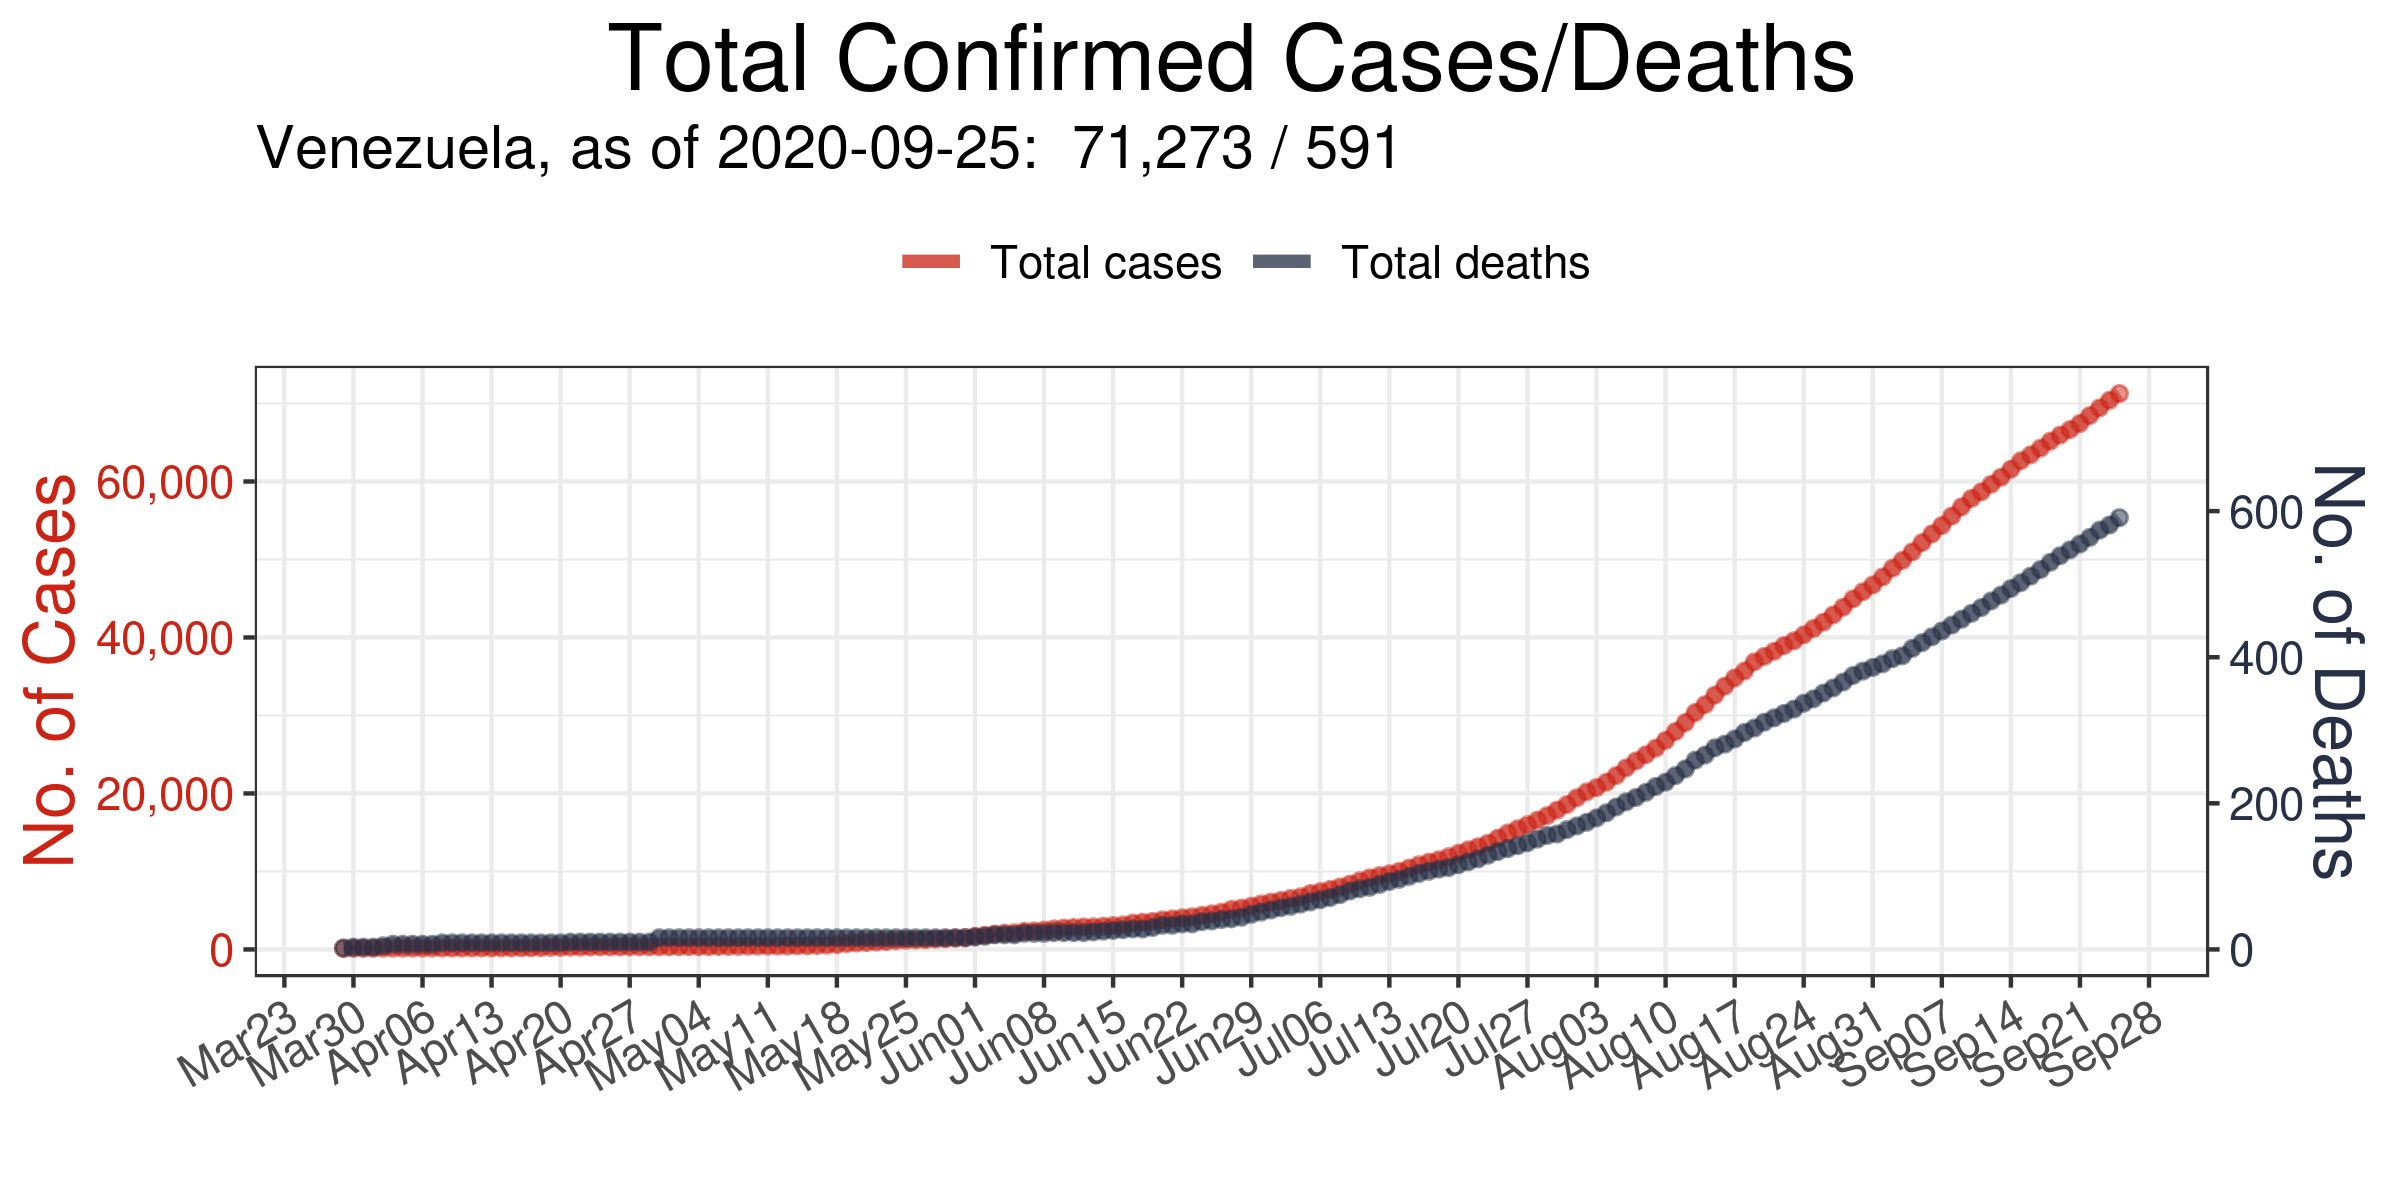 Total Confirmed Cases/Deaths
Venezuela, as of 2020-09-25:  71,273 / 591
Total cases
Total deaths
No. of Cases
60,000
40,000
20,000
0
No. of Deaths
600
400
200
0
Mar23
Mar30
Apr06
Apr13
Apr20
Apr27
May04
May11
May18
May25
Jun01
Jun08
Jun15
Jun22
Jun29
Jul06
Jul13
Jul20
Jul27
Aug03
Aug10
Aug17
Aug24
Aug31
Sep07
Sep14
Sep21
Sep28